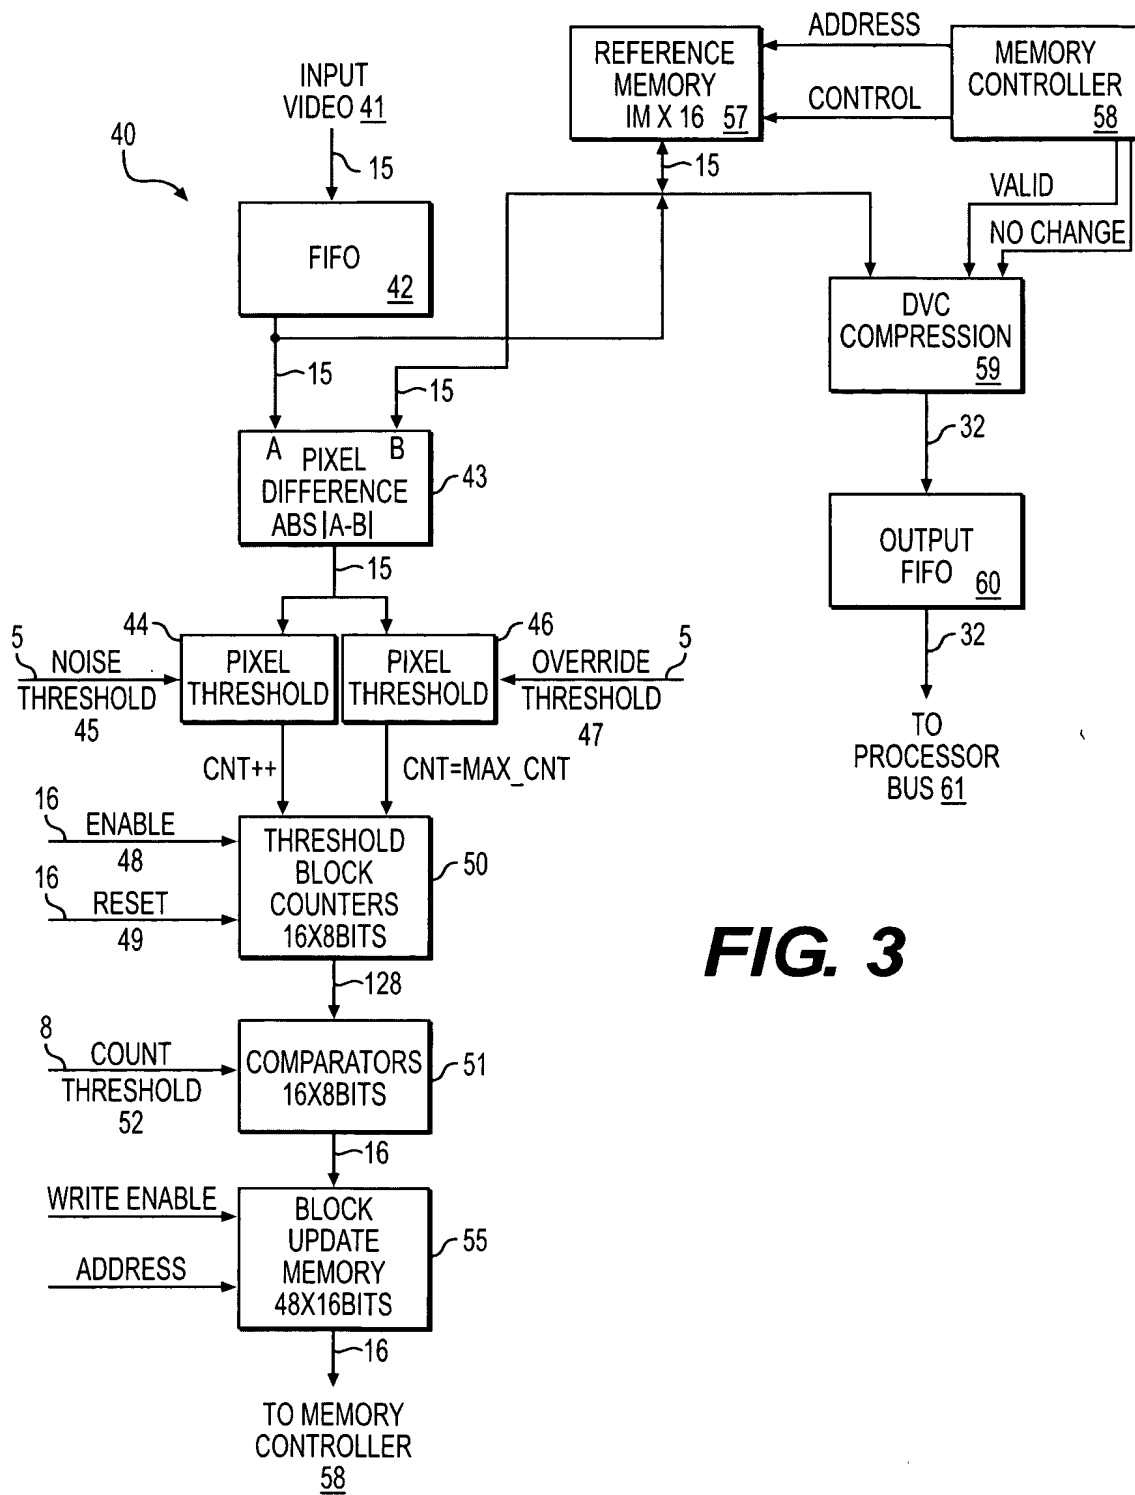 INPUT
VIDEO 41
40
15
FIFO
42
15
15
A
B
PIXEL
DIFFERENCE
ABS |A-B|
43
15
44
PIXEL
THRESHOLD
46
PIXEL
THRESHOLD
5
NOISE
THRESHOLD
45
5
OVERRIDE
THRESHOLD
47
CNT++
CNT=MAX_CNT
16
ENABLE
48
16
RESET
49
THRESHOLD
BLOCK
COUNTERS
16X8BITS
50
128
8
COUNT
THRESHOLD
52
COMPARATORS
16X8BITS
51
16
WRITE ENABLE
ADDRESS
BLOCK
UPDATE
MEMORY
48X16BITS
55
16
TO MEMORY
CONTROLLER
58
REFERENCE
MEMORY
IM X 16 57
ADDRESS
CONTROL
MEMORY
CONTROLLER
58
15
VALID
NO CHANGE
DVC
COMPRESSION
59
32
OUTPUT
FIFO
60
32
TO
PROCESSOR
BUS 61
FIG. 3